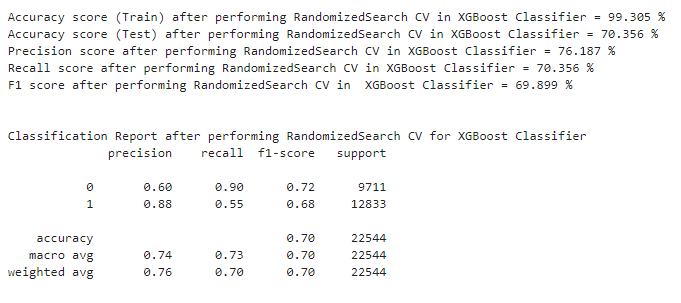 Accuracy score (Train) after performing RandomizedSearch CV in XGBoost Classifier = 99.305 %
Accuracy score (Test) after performing RandomizedSearch CV in XGBoost Classifier = 70.356 %
Precision score after performing RandomizedSearch CV in XGBoost Classifier = 76.187 %
Recall score after performing RandomizedSearch CV in XGBoost Classifier = 70.356 %
F1 score after performing RandomizedSearch CV in  XGBoost Classifier = 69.899 %
Classification Report after performing RandomizedSearch CV for XGBoost Classifier
precision    recall  f1-score   support
0       0.60      0.90      0.72      9711
1       0.88      0.55      0.68     12833
accuracy                           0.70     22544
macro avg       0.74      0.73      0.70     22544
weighted avg       0.76      0.70      0.70     22544